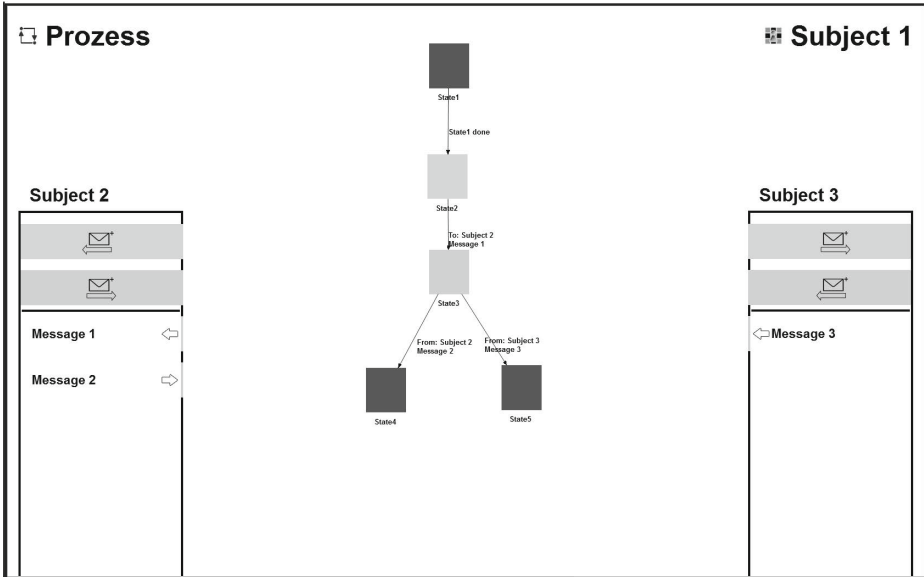 Prozess
Subject 1
State1
State1 done
Subject 2
Subject 3
State2
To: Subject 2
Message 1
State3
Message 1
Message 3
From: Subject 2
Message 2
From: Subject 3
Message 3
Message 2
State4
State5